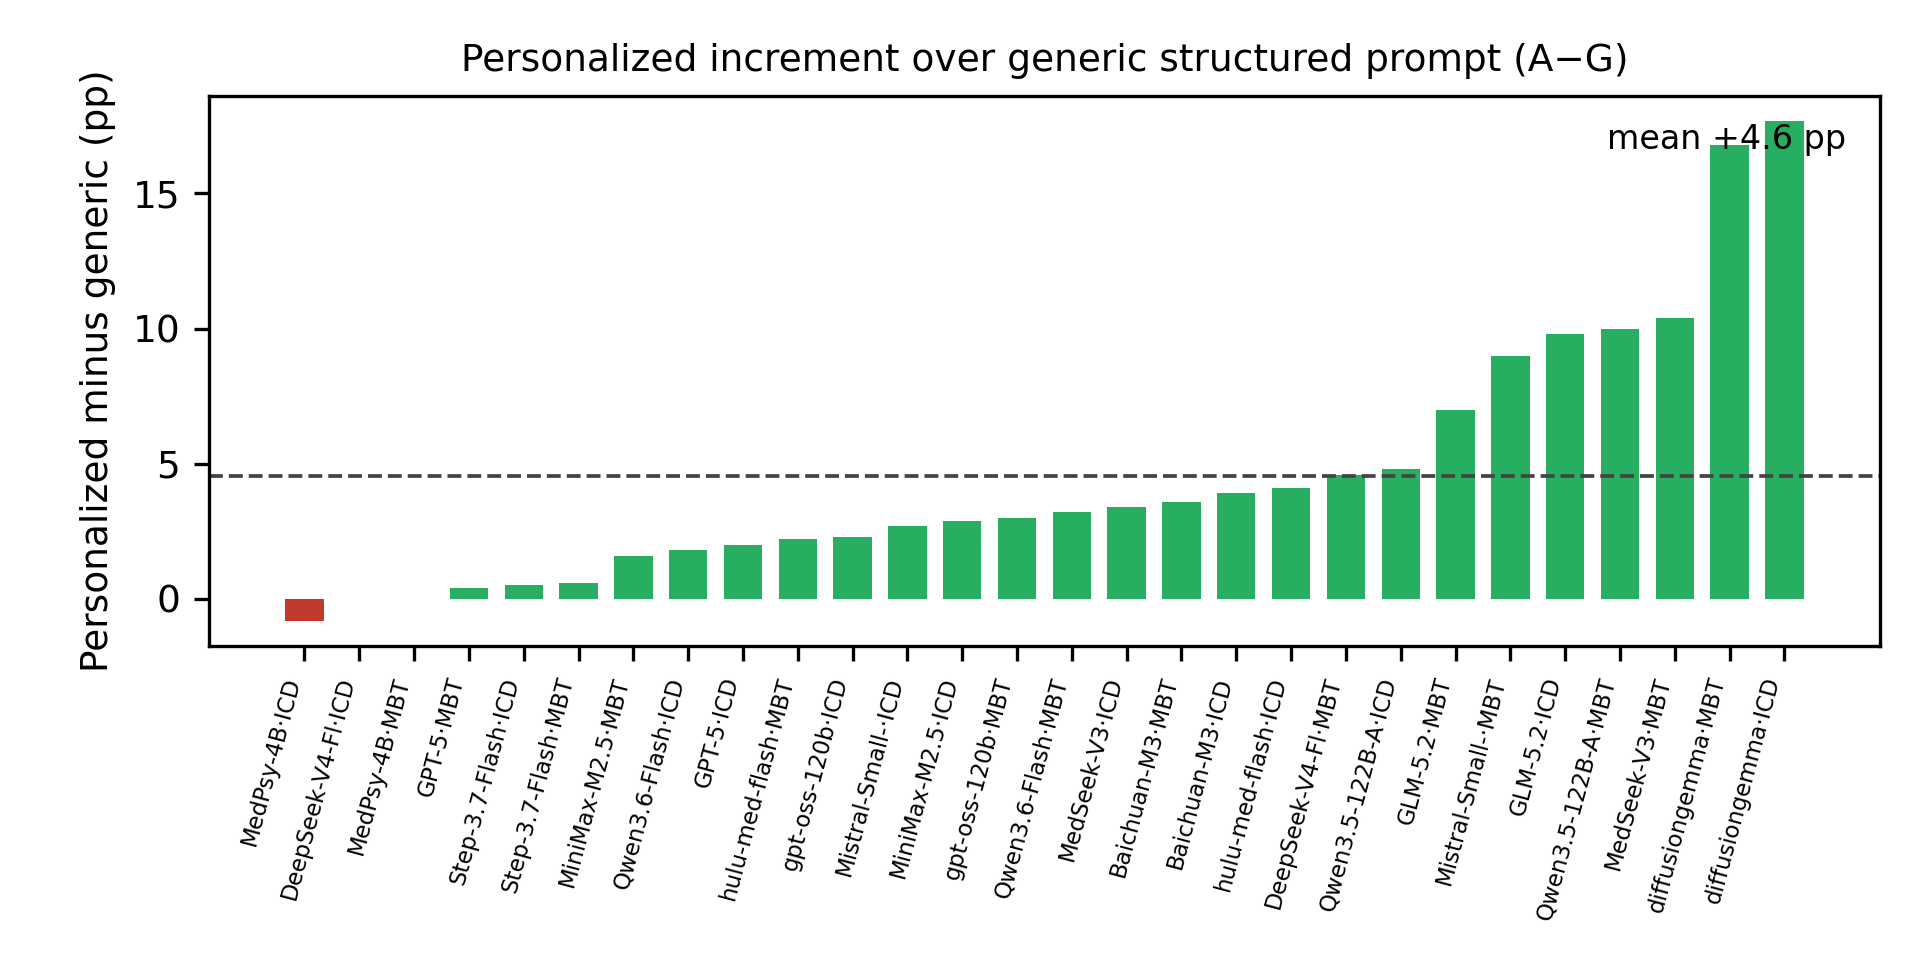 Personalized increment over generic structured prompt (A−G)
Personalized minus generic (pp)
mean +4.6 pp
15
10
5
0
MedPsy-4B·ICD
DeepSeek-V4-Fl·ICD
MedPsy-4B·MBT
GPT-5·MBT
Step-3.7-Flash·ICD
Step-3.7-Flash·MBT
MiniMax-M2.5·MBT
Qwen3.6-Flash·ICD
GPT-5·ICD
hulu-med-flash·MBT
gpt-oss-120b·ICD
Mistral-Small-·ICD
MiniMax-M2.5·ICD
gpt-oss-120b·MBT
Qwen3.6-Flash·MBT
MedSeek-V3·ICD
Baichuan-M3·MBT
Baichuan-M3·ICD
hulu-med-flash·ICD
DeepSeek-V4-Fl·MBT
Qwen3.5-122B-A·ICD
GLM-5.2·MBT
Mistral-Small-·MBT
GLM-5.2·ICD
Qwen3.5-122B-A·MBT
MedSeek-V3·MBT
diffusiongemma·MBT
diffusiongemma·ICD